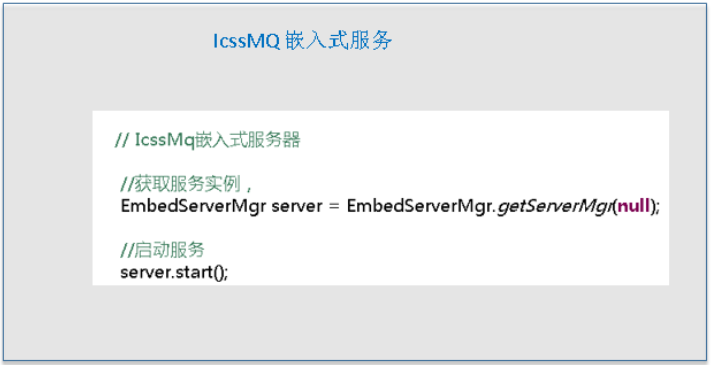 IcssMQ 嵌入式服务
// IcssMq嵌入式服务器
//获取服务实例，
EmbedServerMgr server = EmbedServerMgr.getServerMgr(null);
//启动服务
server.start();